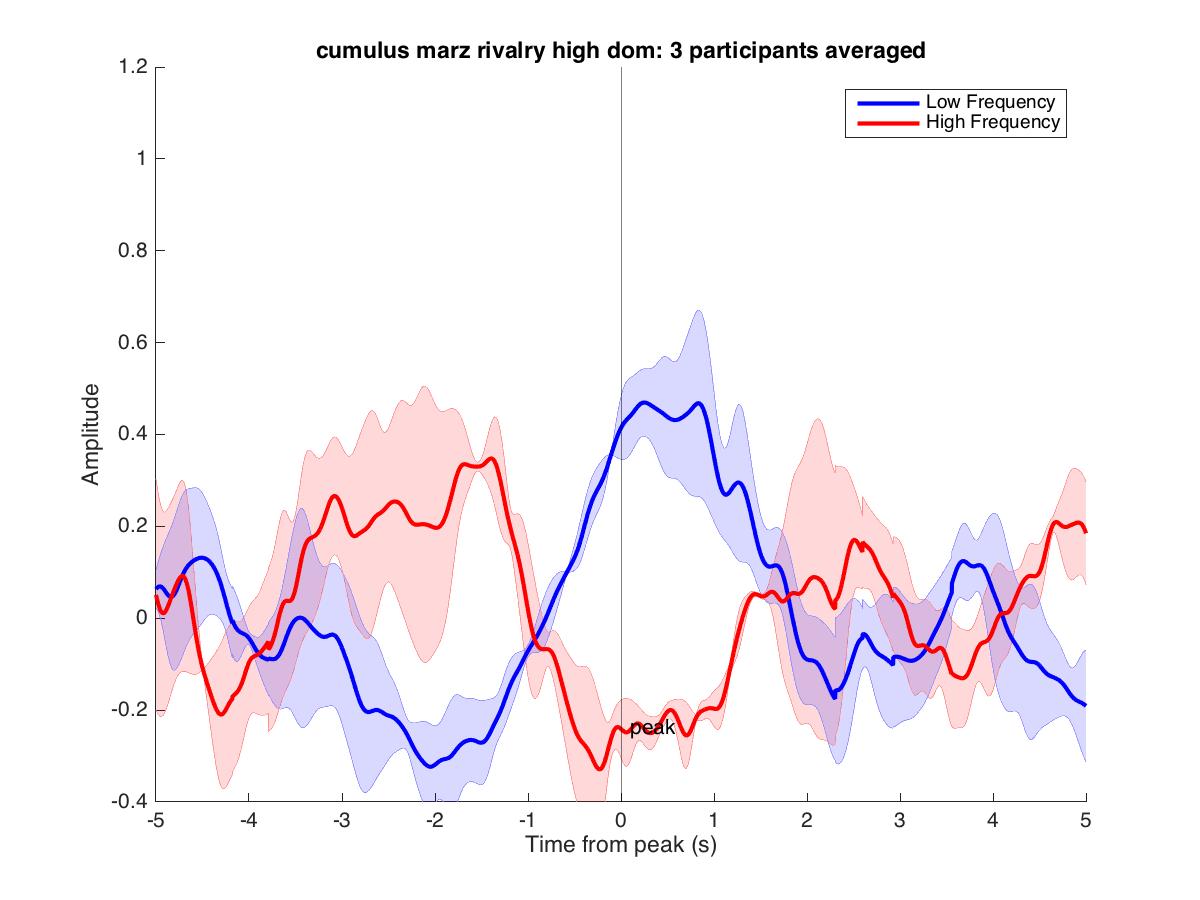 cumulus marz rivalry high dom: 3 participants averaged
1.2
1
0.8
0.6
0.4
0.2
0
-0.2
-0.4
Amplitude
Low Frequency
High Frequency
peak
-5 -4 -3 -2 -1 0 1 2 3 4 5
Time from peak (s)